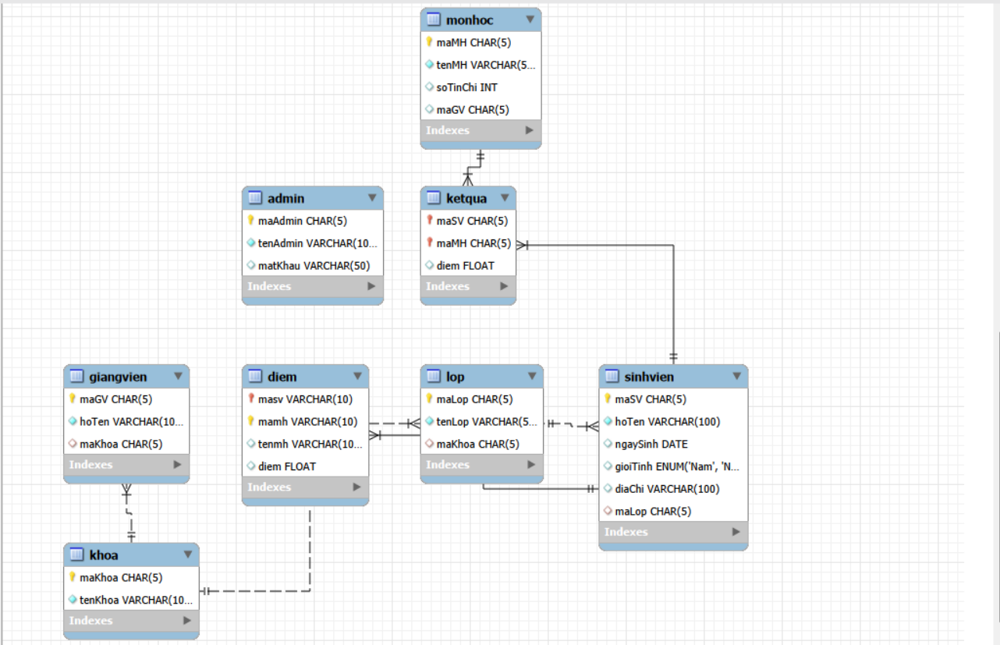 monhoc
maMH CHAR(5)
tenMH VARCHAR(5...
soTinChi INT
maGV CHAR(5)
Indexes
admin
maAdmin CHAR(5)
tenAdmin VARCHAR(10...
matKhau VARCHAR(50)
Indexes
ketqua
maSV CHAR(5)
maMH CHAR(5)
diem FLOAT
Indexes
giangvien
maGV CHAR(5)
hoTen VARCHAR(10...
maKhoa CHAR(5)
Indexes
diem
masv VARCHAR(10)
mamh VARCHAR(10)
tenmh VARCHAR(10...
diem FLOAT
Indexes
lop
maLop CHAR(5)
tenLop VARCHAR(5...
maKhoa CHAR(5)
Indexes
sinhvien
maSV CHAR(5)
hoTen VARCHAR(100)
ngaySinh DATE
gioiTinh ENUM('Nam', 'N...
diaChi VARCHAR(100)
maLop CHAR(5)
Indexes
khoa
maKhoa CHAR(5)
tenKhoa VARCHAR(10...
Indexes